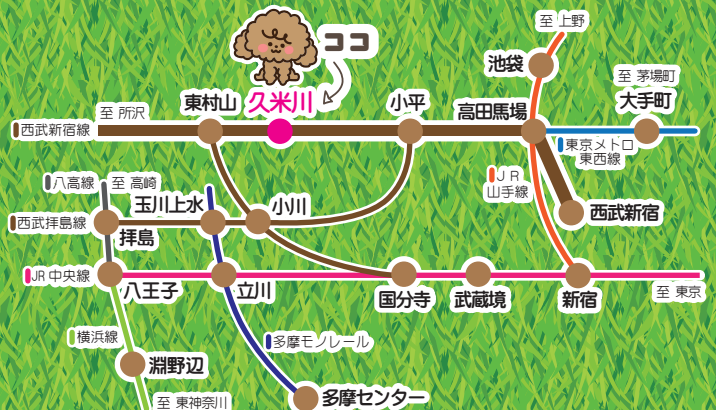 至 上野
ココ
池袋
至 茅場町
大手町
至 所沢
東村山
久米川
小平
高田馬場
西武新宿線
東京メトロ
東西線
八高線
至 高崎
JR
山手線
玉川上水
小川
西武新宿
西武拝島線
拝島
JR中央線
八王子
立川
国分寺
武蔵境
新宿
至 東京
横浜線
多摩モノレール
淵野辺
多摩センター
至 東神奈川